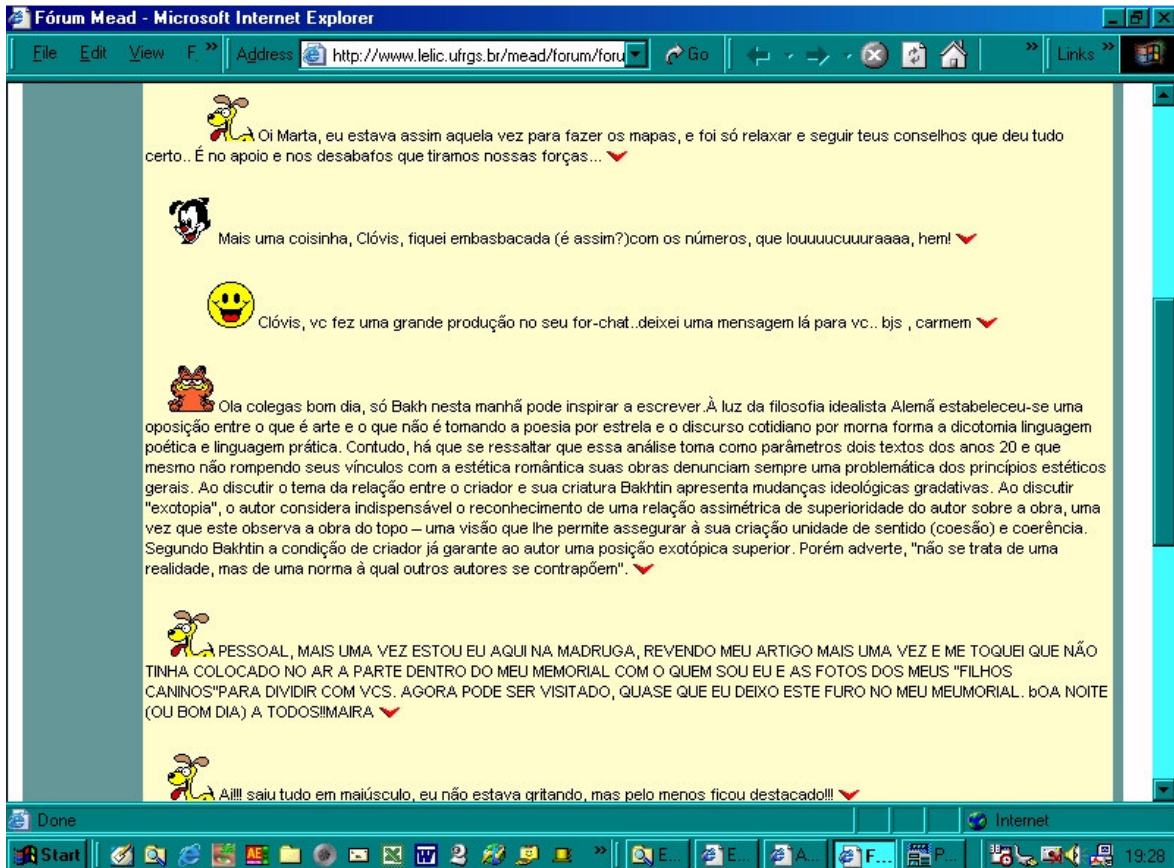 Fórum Mead - Microsoft Internet Explorer
File Edit View F. » Address http://www.lelic.ufrgs.br/mead/forum/foru Go » Links »
Oi Marta, eu estava assim aquela vez para fazer os mapas, e foi só relaxar e seguir teus conselhos que deu tudo
certo.. É no apoio e nos desabafos que tiramos nossas forças...
Mais uma coisinha, Clóvis, fiquei embasbacada (é assim?)com os números, que louuuucuuuraaaa, hem!
Clóvis, vc fez uma grande produção no seu for-chat..deixei uma mensagem lá para vc.. bjs , carmem
Ola colegas bom dia, só Bakh nesta manhã pode inspirar a escrever.À luz da filosofia idealista Alemã estabeleceu-se uma
oposição entre o que é arte e o que não é tomando a poesia por estrela e o discurso cotidiano por morna forma a dicotomia linguagem
poética e linguagem prática. Contudo, há que se ressaltar que essa análise toma como parâmetros dois textos dos anos 20 e que
mesmo não rompendo seus vínculos com a estética romântica suas obras denunciam sempre uma problemática dos princípios estéticos
gerais. Ao discutir o tema da relação entre o criador e sua criatura Bakhtin apresenta mudanças ideológicas gradativas. Ao discutir
"exotopia", o autor considera indispensável o reconhecimento de uma relação assimétrica de superioridade do autor sobre a obra, uma
vez que este observa a obra do topo – uma visão que lhe permite assegurar à sua criação unidade de sentido (coesão) e coerência.
Segundo Bakhtin a condição de criador já garante ao autor uma posição exotópica superior. Porém adverte, "não se trata de uma
realidade, mas de uma norma à qual outros autores se contrapõem".
PESSOAL, MAIS UMA VEZ ESTOU EU AQUI NA MADRUGA, REVENDO MEU ARTIGO MAIS UMA VEZ E ME TOQUEI QUE NÃO
TINHA COLOCADO NO AR A PARTE DENTRO DO MEU MEMORIAL COM O QUEM SOU EU E AS FOTOS DOS MEUS "FILHOS
CANINOS"PARA DIVIDIR COM VCS. AGORA PODE SER VISITADO, QUASE QUE EU DEIXO ESTE FURO NO MEU MEUMORIAL. bOA NOITE
(OU BOM DIA) A TODOS!!MAIRA
Ai!!! saiu tudo em maiúsculo, eu não estava gritando, mas pelo menos ficou destacado!!!
Done Internet
Start » E... E... A... F... P... 19:29